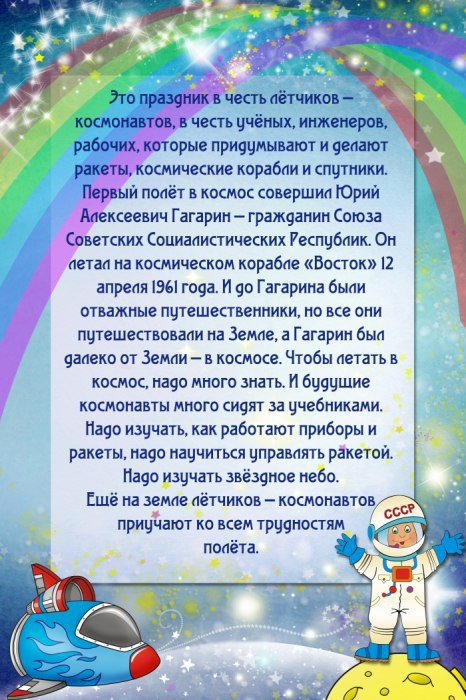 Это праздник в честь лётчиков –
космонавтов, в честь учёных, инженеров,
рабочих, которые придумывают и делают
ракеты, космические корабли и спутники.
Первый полёт в космос совершил Юрий
Алексеевич Гагарин – гражданин Союза
Советских Социалистических Республик. Он
летал на космическом корабле «Восток» 12
апреля 1961 года. И до Гагарина были
отважные путешественники, но все они
путешествовали на Земле, а Гагарин был
далеко от Земли – в космосе. Чтобы летать в
космос, надо много знать. И будущие
космонавты много сидят за учебниками.
Надо изучать, как работают приборы и
ракеты, надо научиться управлять ракетой.
Надо изучать звёздное небо.
Ещё на земле лётчиков – космонавтов
приучают ко всем трудностям
полёта.
СССР